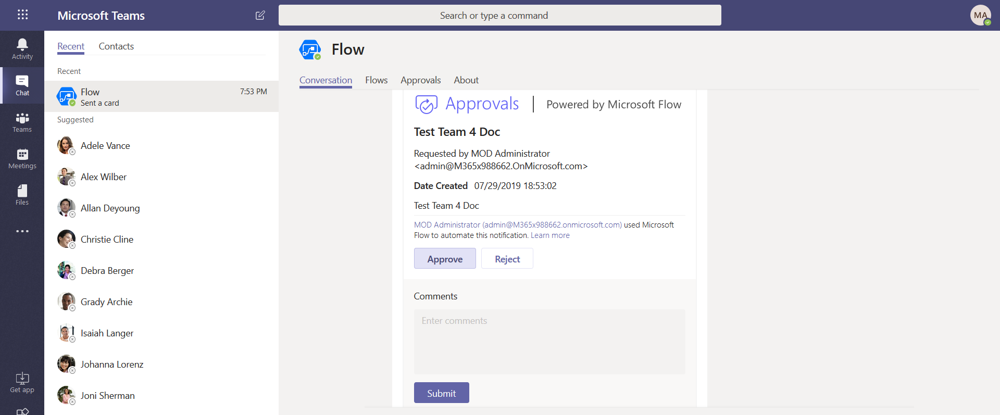 Microsoft Teams
Search or type a command
MA
Activity
Chat
Teams
Meetings
Files
Get app
Recent
Contacts
Recent
Flow
7:53 PM
Sent a card
Suggested
Adele Vance
Alex Wilber
Allan Deyoung
Christie Cline
Debra Berger
Grady Archie
Isaiah Langer
Johanna Lorenz
Joni Sherman
Flow
Conversation
Flows
Approvals
About
Approvals | Powered by Microsoft Flow
Test Team 4 Doc
Requested by MOD Administrator
<admin@M365x988662.OnMicrosoft.com>
Date Created 07/29/2019 18:53:02
Test Team 4 Doc
MOD Administrator (admin@M365x988662.onmicrosoft.com) used Microsoft
Flow to automate this notification. Learn more
Approve
Reject
Comments
Enter comments
Submit